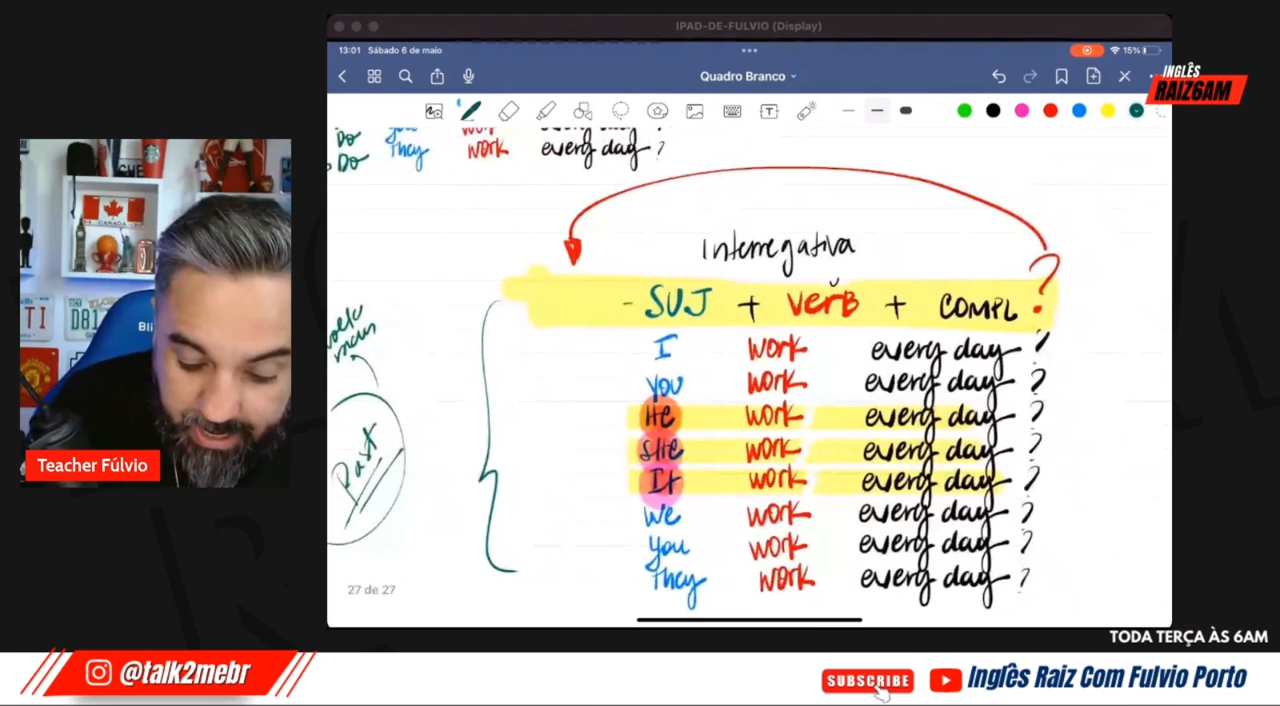 IPAD-DE-FULVIO (Display)
13:01 Sábado 6 de maio
15%
Quadro Branco
INGLÊS
RAIZ6AM
Do
Do They work every day ?
Interregativa
- SUJ + VERB + COMPL ?
I work every day ?
You work every day ?
He work every day ?
SHE work every day ?
It work every day ?
We work every day ?
you work every day ?
They work every day ?
Past
27 de 27
CANADA
Teacher Fúlvio
TODA TERÇA ÀS 6AM
@talk2mebr
SUBSCRIBE
Inglês Raiz Com Fulvio Porto